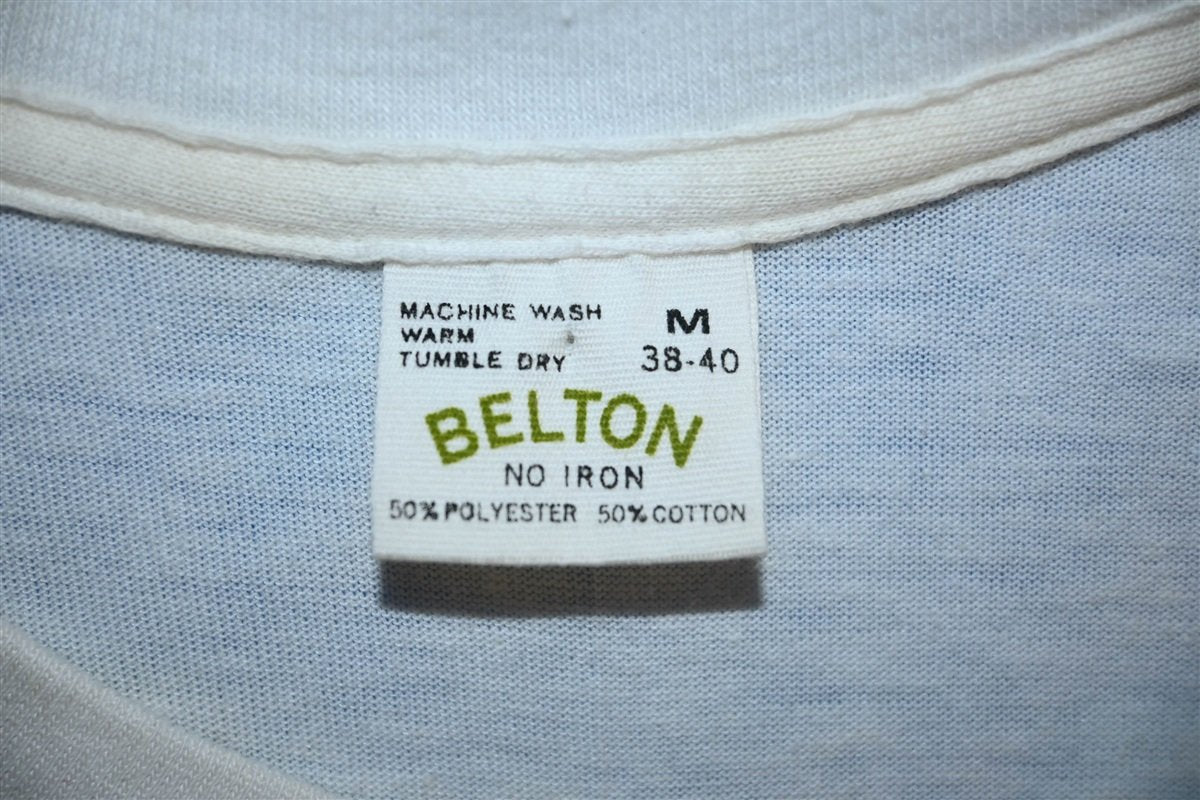 MACHINE WASH
WARM
TUMBLE DRY
M
38-40
BELTON
NO IRON
50% POLYESTER 50% COTTON